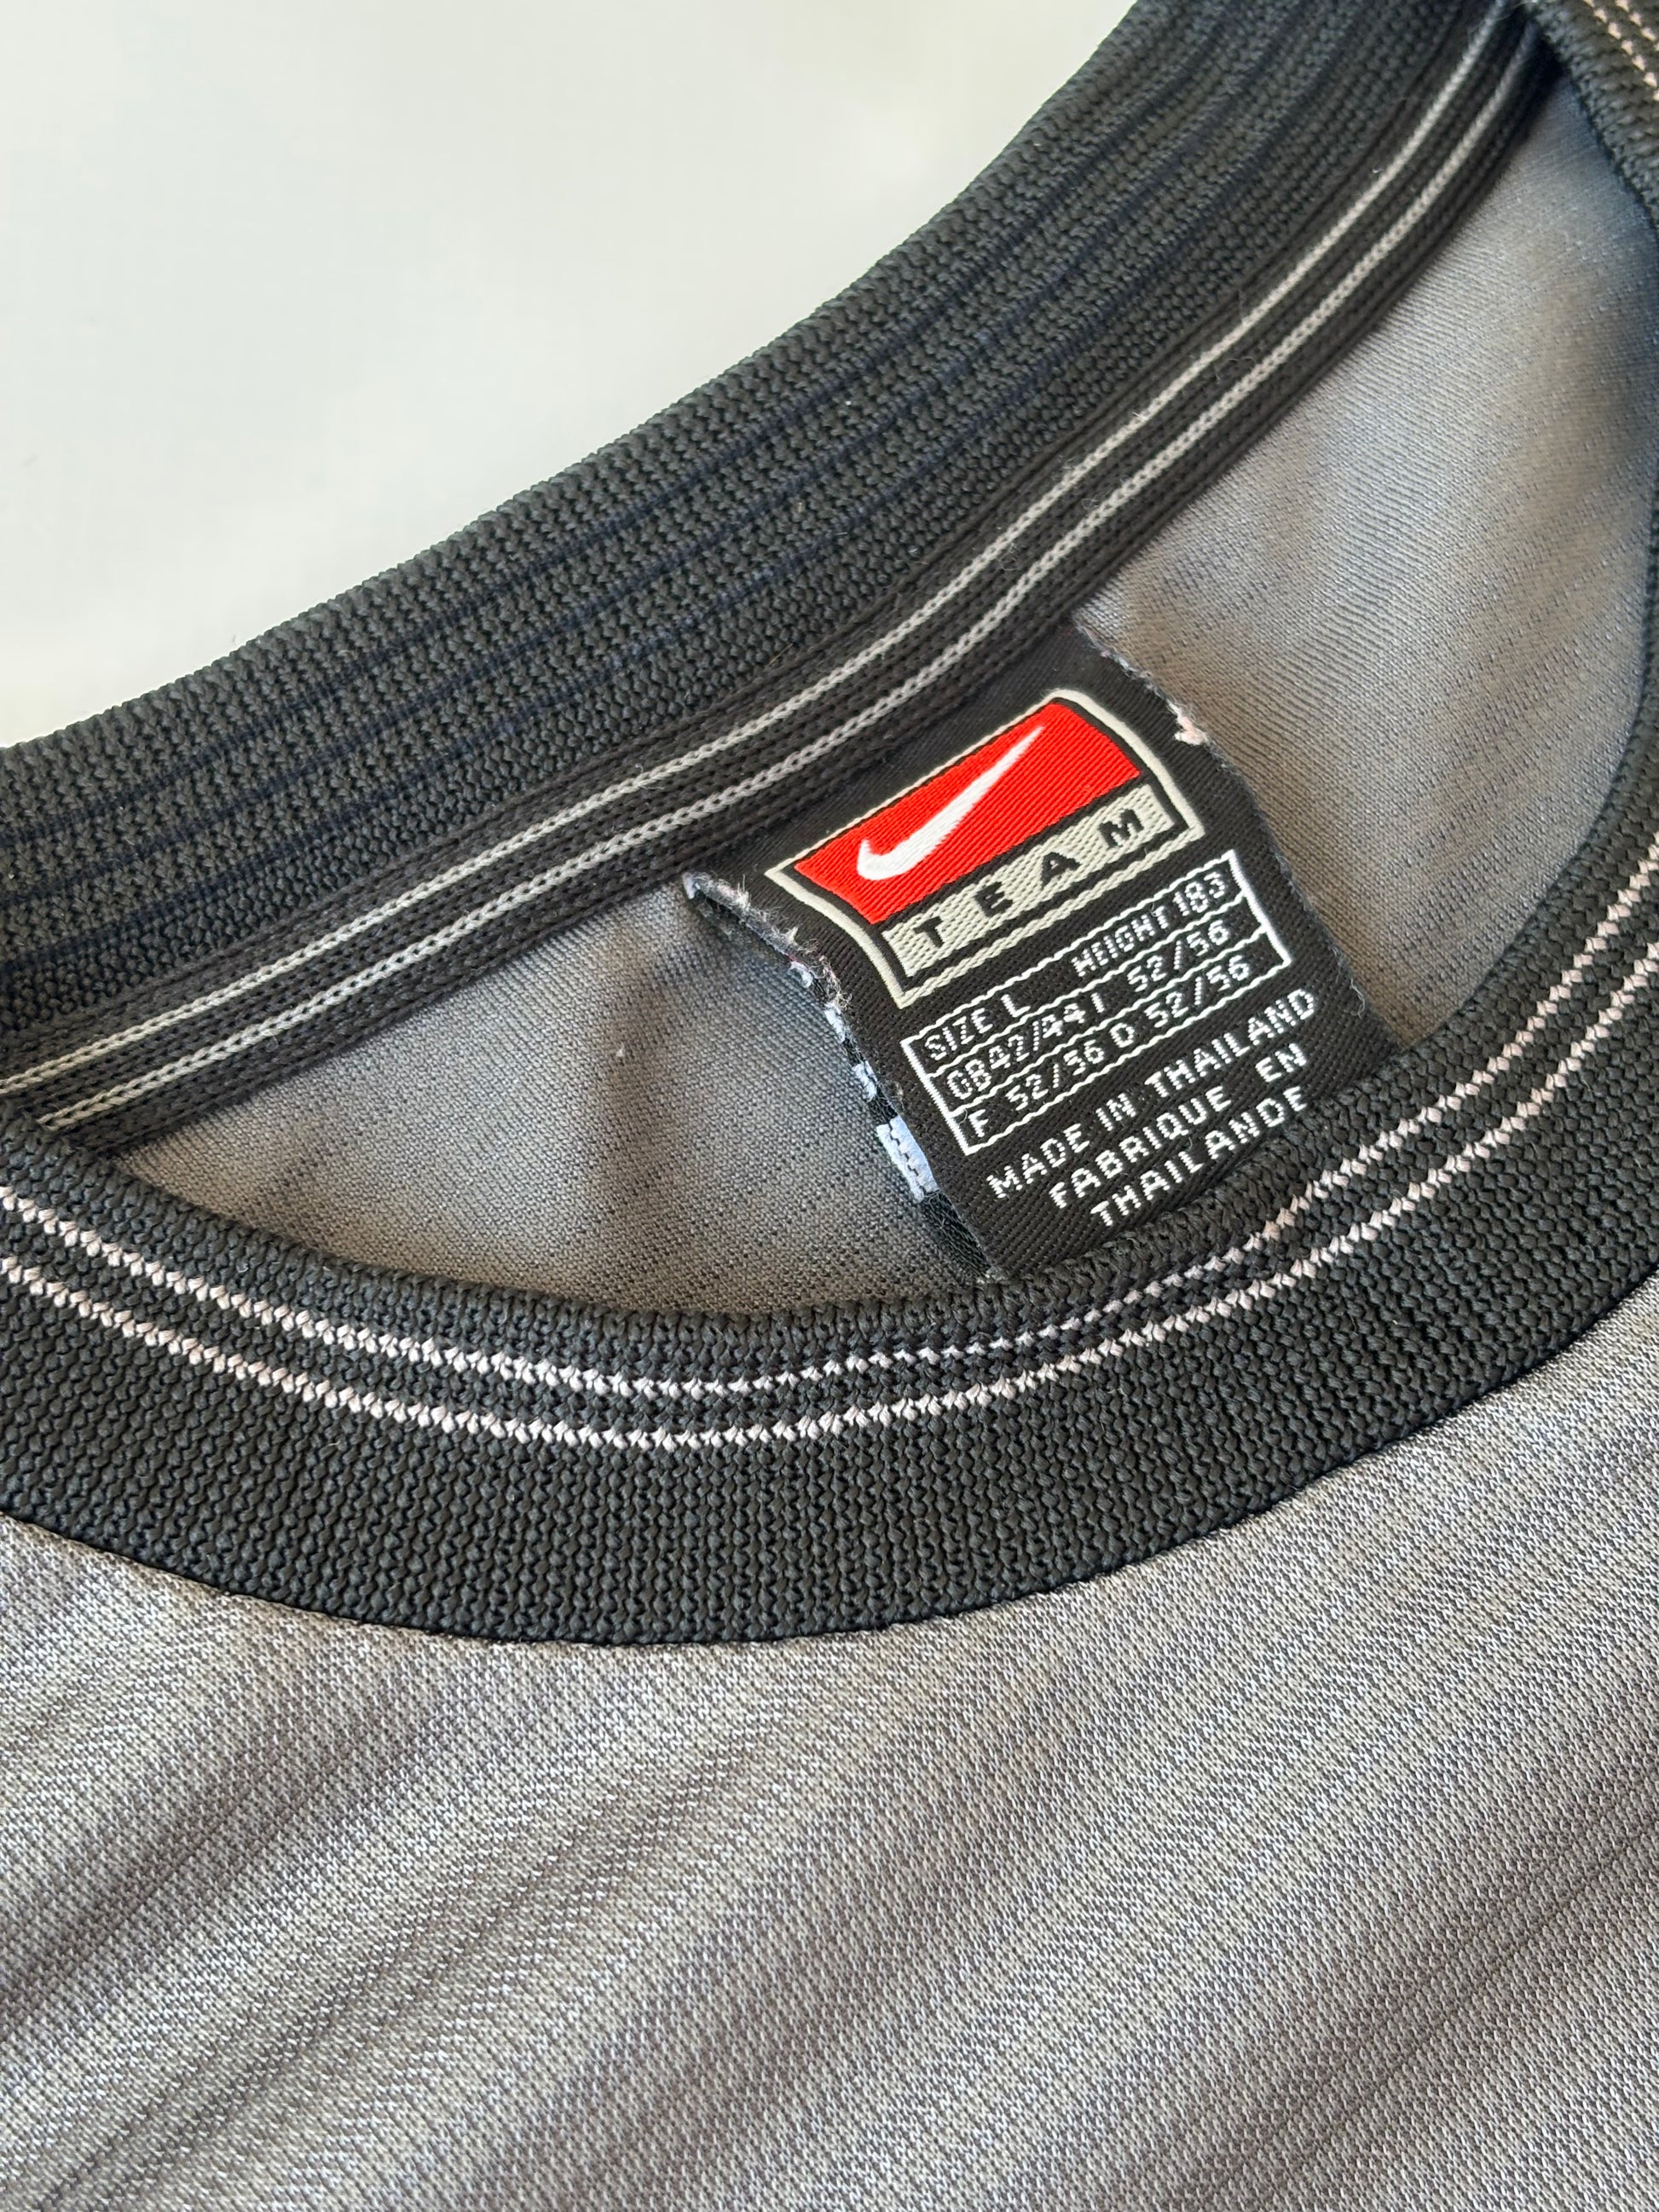 TEAM
SIZE L HEIGHT 183
GB42/44 I 52/56
F 52/56 D 52/56
MADE IN THAILAND
FABRIQUE EN
THAILANDE